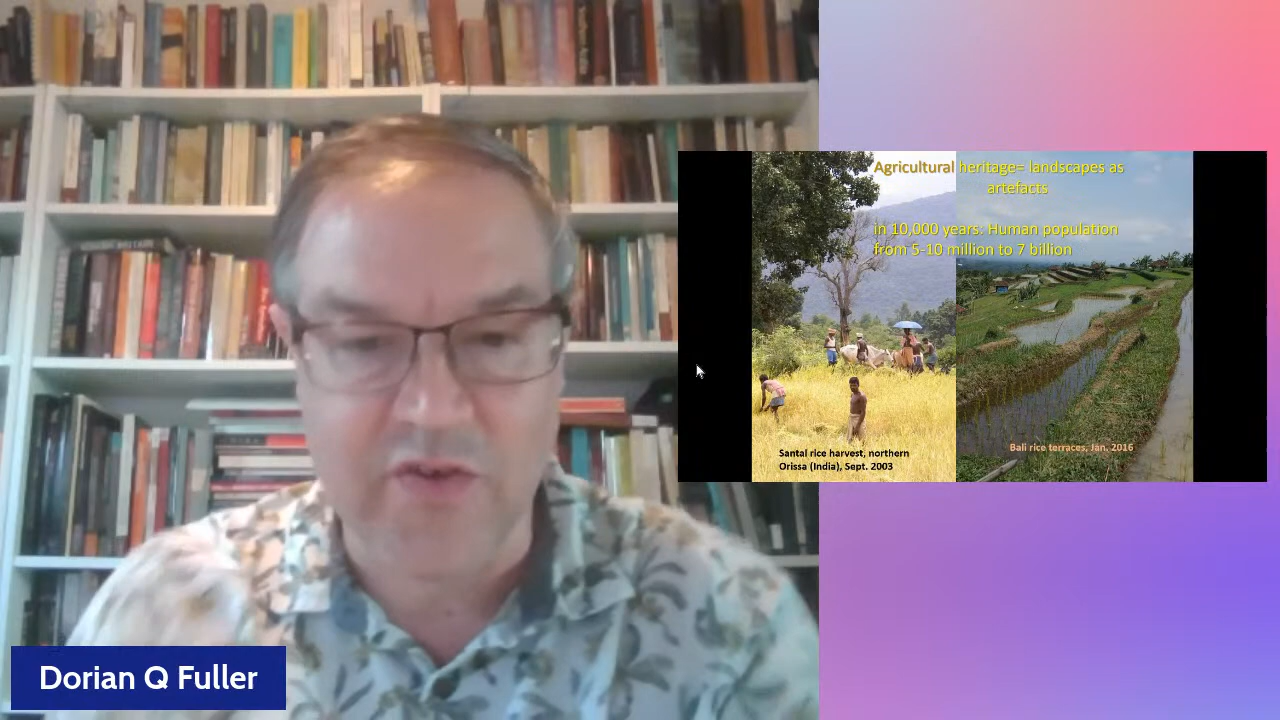 Agricultural heritage= landscapes as
artefacts
in 10,000 years: Human population
from 5-10 million to 7 billion
Santal rice harvest, northern
Orissa (India), Sept. 2003
Bali rice terraces, Jan. 2016
Dorian Q Fuller